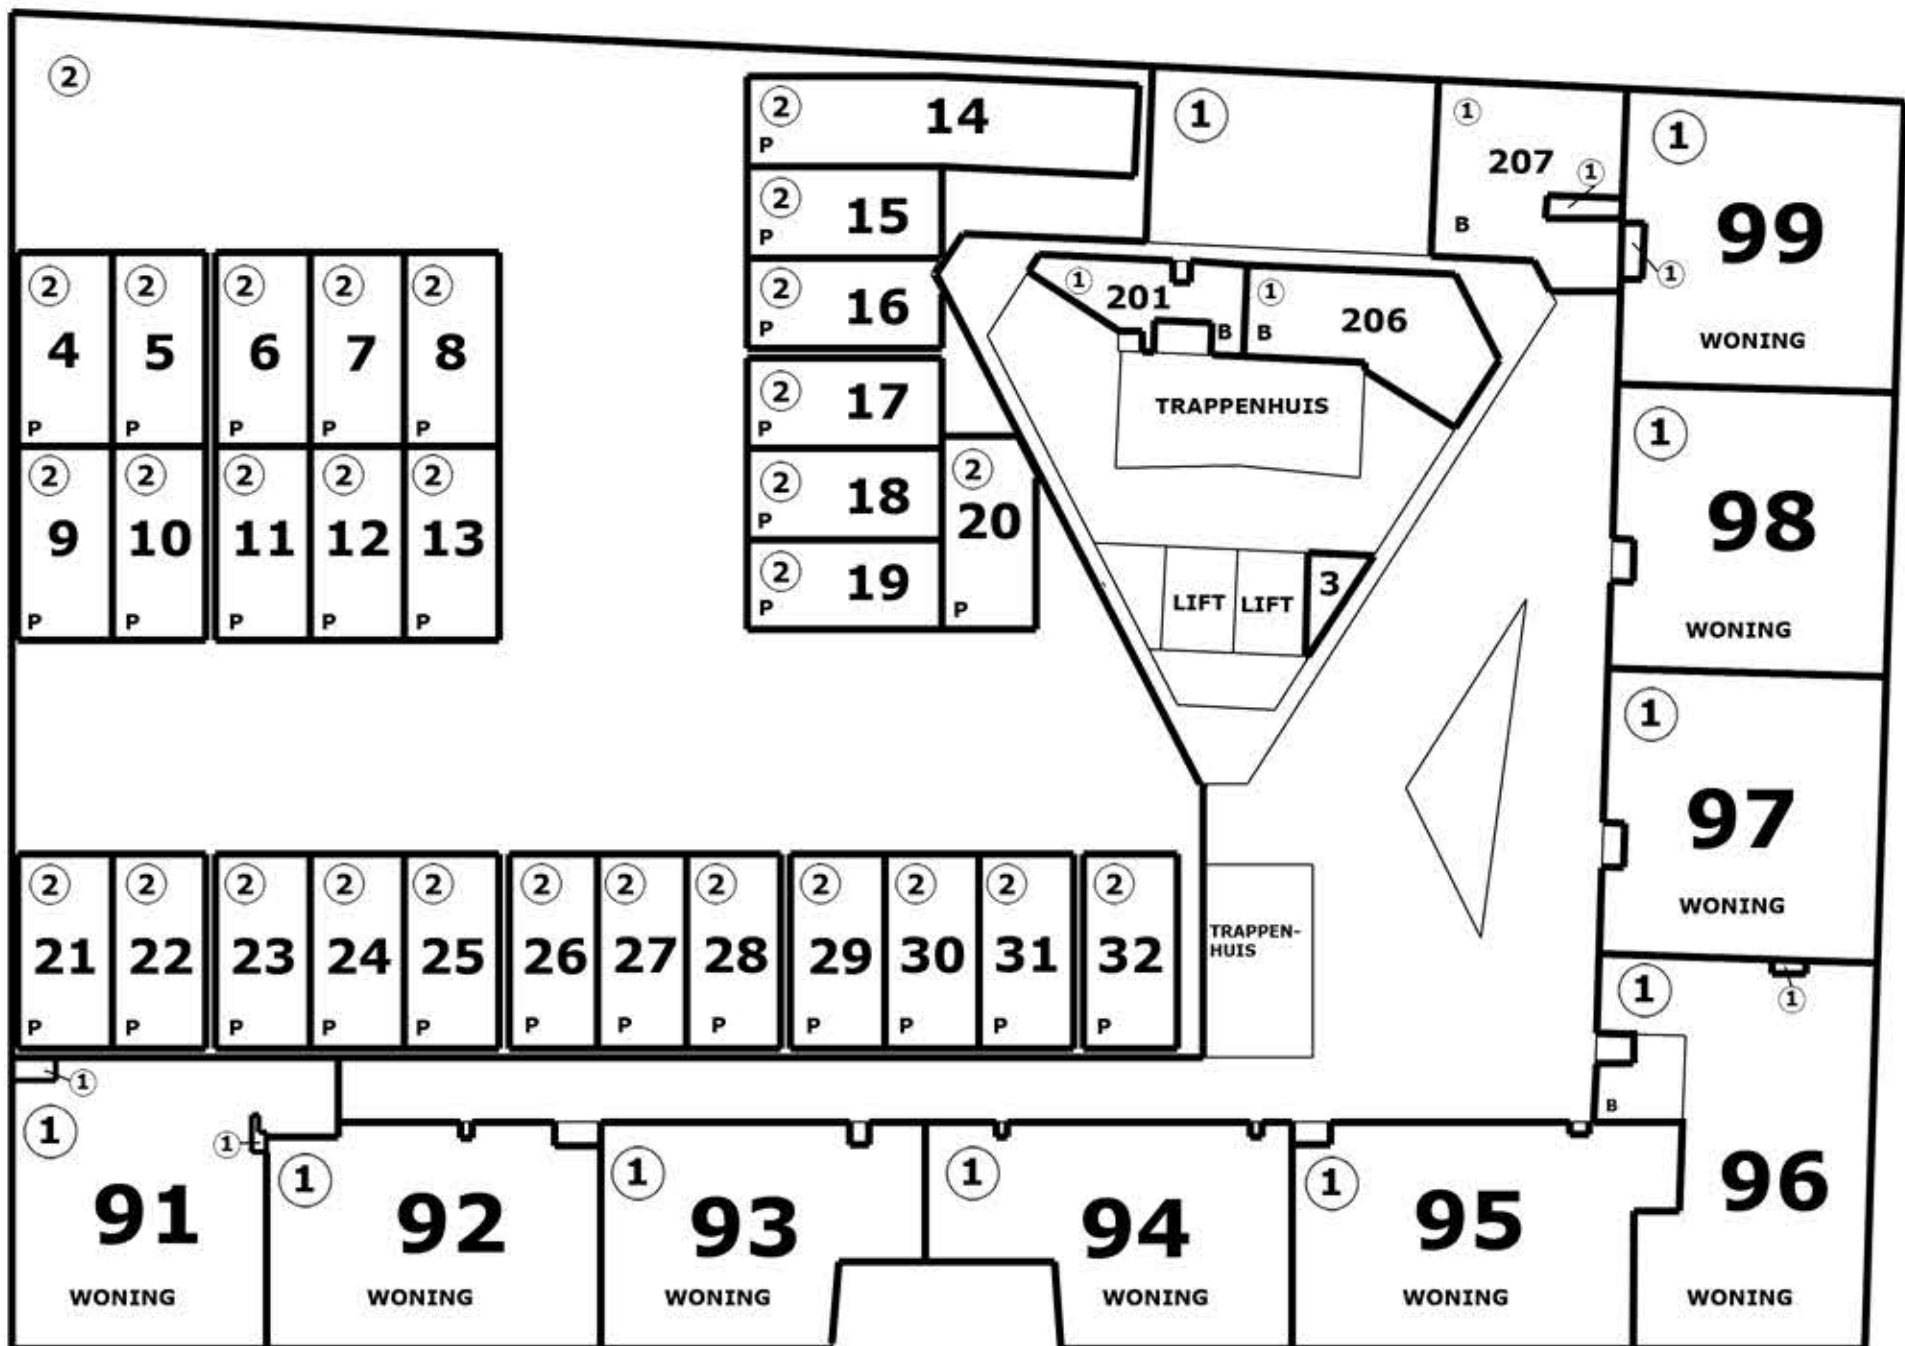 2
2 14
P
1
1
207
1
B
1
99
1
WONING
2 15
P
2 16
P
1
201
B
1
206
B
TRAPPENHUIS
2 2 2 2 2
4 5 6 7 8
P P P P P
2 2 2 2 2
9 10 11 12 13
P P P P P
2 17
P
2 18
P
2 19
P
2
20
P
LIFT LIFT 3
1
98
WONING
1
97
WONING
2 2 2 2 2 2 2 2 2 2 2 2
21 22 23 24 25 26 27 28 29 30 31 32
P P P P P P P P P P P P
TRAPPEN-
HUIS
1
1
B
96
WONING
1
1
1
91
WONING
1
92
WONING
1
93
WONING
1
94
WONING
1
95
WONING